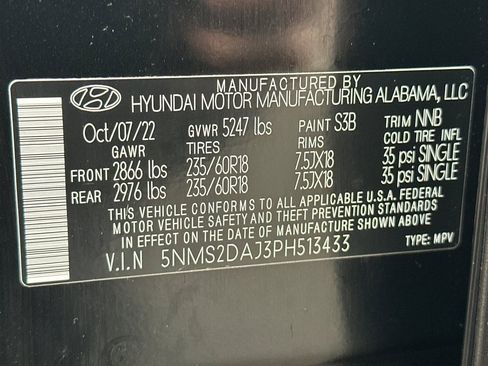 MANUFACTURED BY
HYUNDAI MOTOR MANUFACTURING ALABAMA, LLC
Oct/07/22 GVWR 5247 lbs PAINT S3B TRIM NNB
GAWR TIRES RIMS COLD TIRE INFL
FRONT 2866 lbs 235/60R18 7.5JX18 35 psi SINGLE
REAR 2976 lbs 235/60R18 7.5JX18 35 psi SINGLE
THIS VEHICLE CONFORMS TO ALL APPLICABLE U.S.A. FEDERAL
MOTOR VEHICLE SAFETY AND THEFT PREVENTION STANDARDS
IN EFFECT ON THE DATE OF MANUFACTURE SHOWN ABOVE.
V.I.N 5NMS2DAJ3PH513433 TYPE: MPV